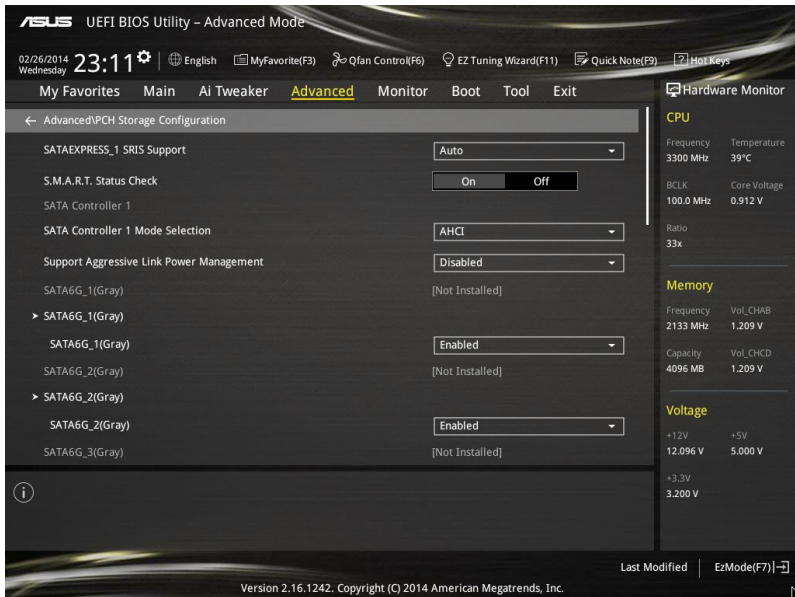 ASUS UEFI BIOS Utility – Advanced Mode
02/26/2014
Wednesday
23:11
English
MyFavorite(F3)
Qfan Control(F6)
EZ Tuning Wizard(F11)
Quick Note(F9)
? Hot Keys
My Favorites Main Ai Tweaker Advanced Monitor Boot Tool Exit
Hardware Monitor
← Advanced\PCH Storage Configuration
SATAEXPRESS_1 SRIS Support Auto
S.M.A.R.T. Status Check On Off
SATA Controller 1
SATA Controller 1 Mode Selection AHCI
Support Aggressive Link Power Management Disabled
SATA6G_1(Gray) [Not Installed]
> SATA6G_1(Gray)
SATA6G_1(Gray) Enabled
SATA6G_2(Gray) [Not Installed]
> SATA6G_2(Gray)
SATA6G_2(Gray) Enabled
SATA6G_3(Gray) [Not Installed]
CPU
Frequency Temperature
3300 MHz 39°C
BCLK Core Voltage
100.0 MHz 0.912 V
Ratio
33x
Memory
Frequency Vol_CHAB
2133 MHz 1.209 V
Capacity Vol_CHCD
4096 MB 1.209 V
Voltage
+12V +5V
12.096 V 5.000 V
+3.3V
3.200 V
i
Last Modified EzMode(F7)
Version 2.16.1242. Copyright (C) 2014 American Megatrends, Inc.